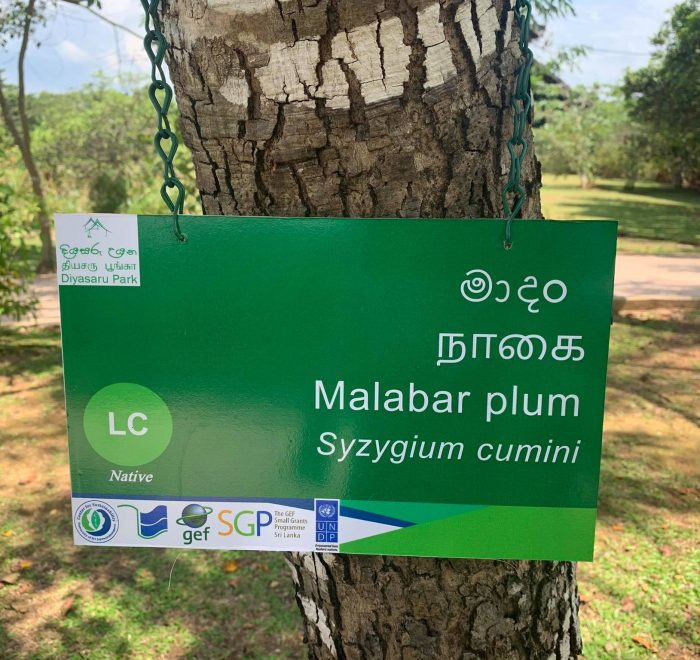 දියසරු උයන
தியசரு பூங்கா
Diyasaru Park
මාදං
நாகை
Malabar plum
Syzygium cumini
LC
Native
gef
SGP
The GEF
Small Grants
Programme
Sri Lanka
U N
D P